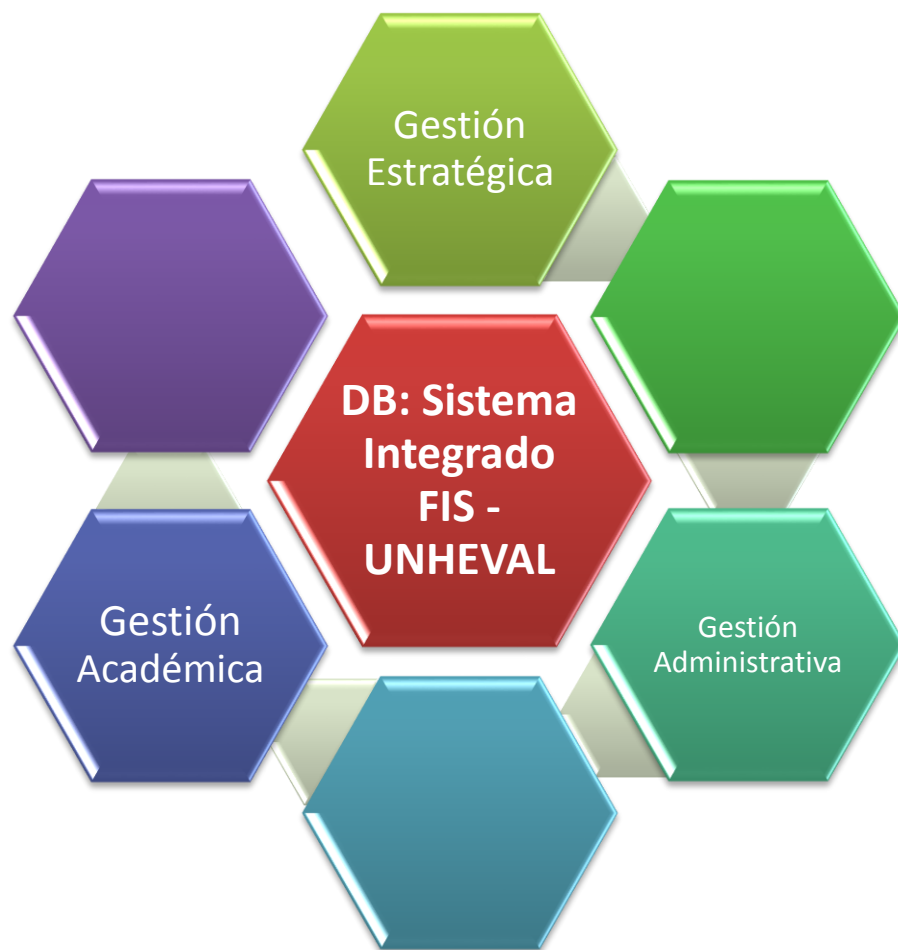 Gestión
Estratégica
DB: Sistema
Integrado
FIS -
UNHEVAL
Gestión
Académica
Gestión
Administrativa